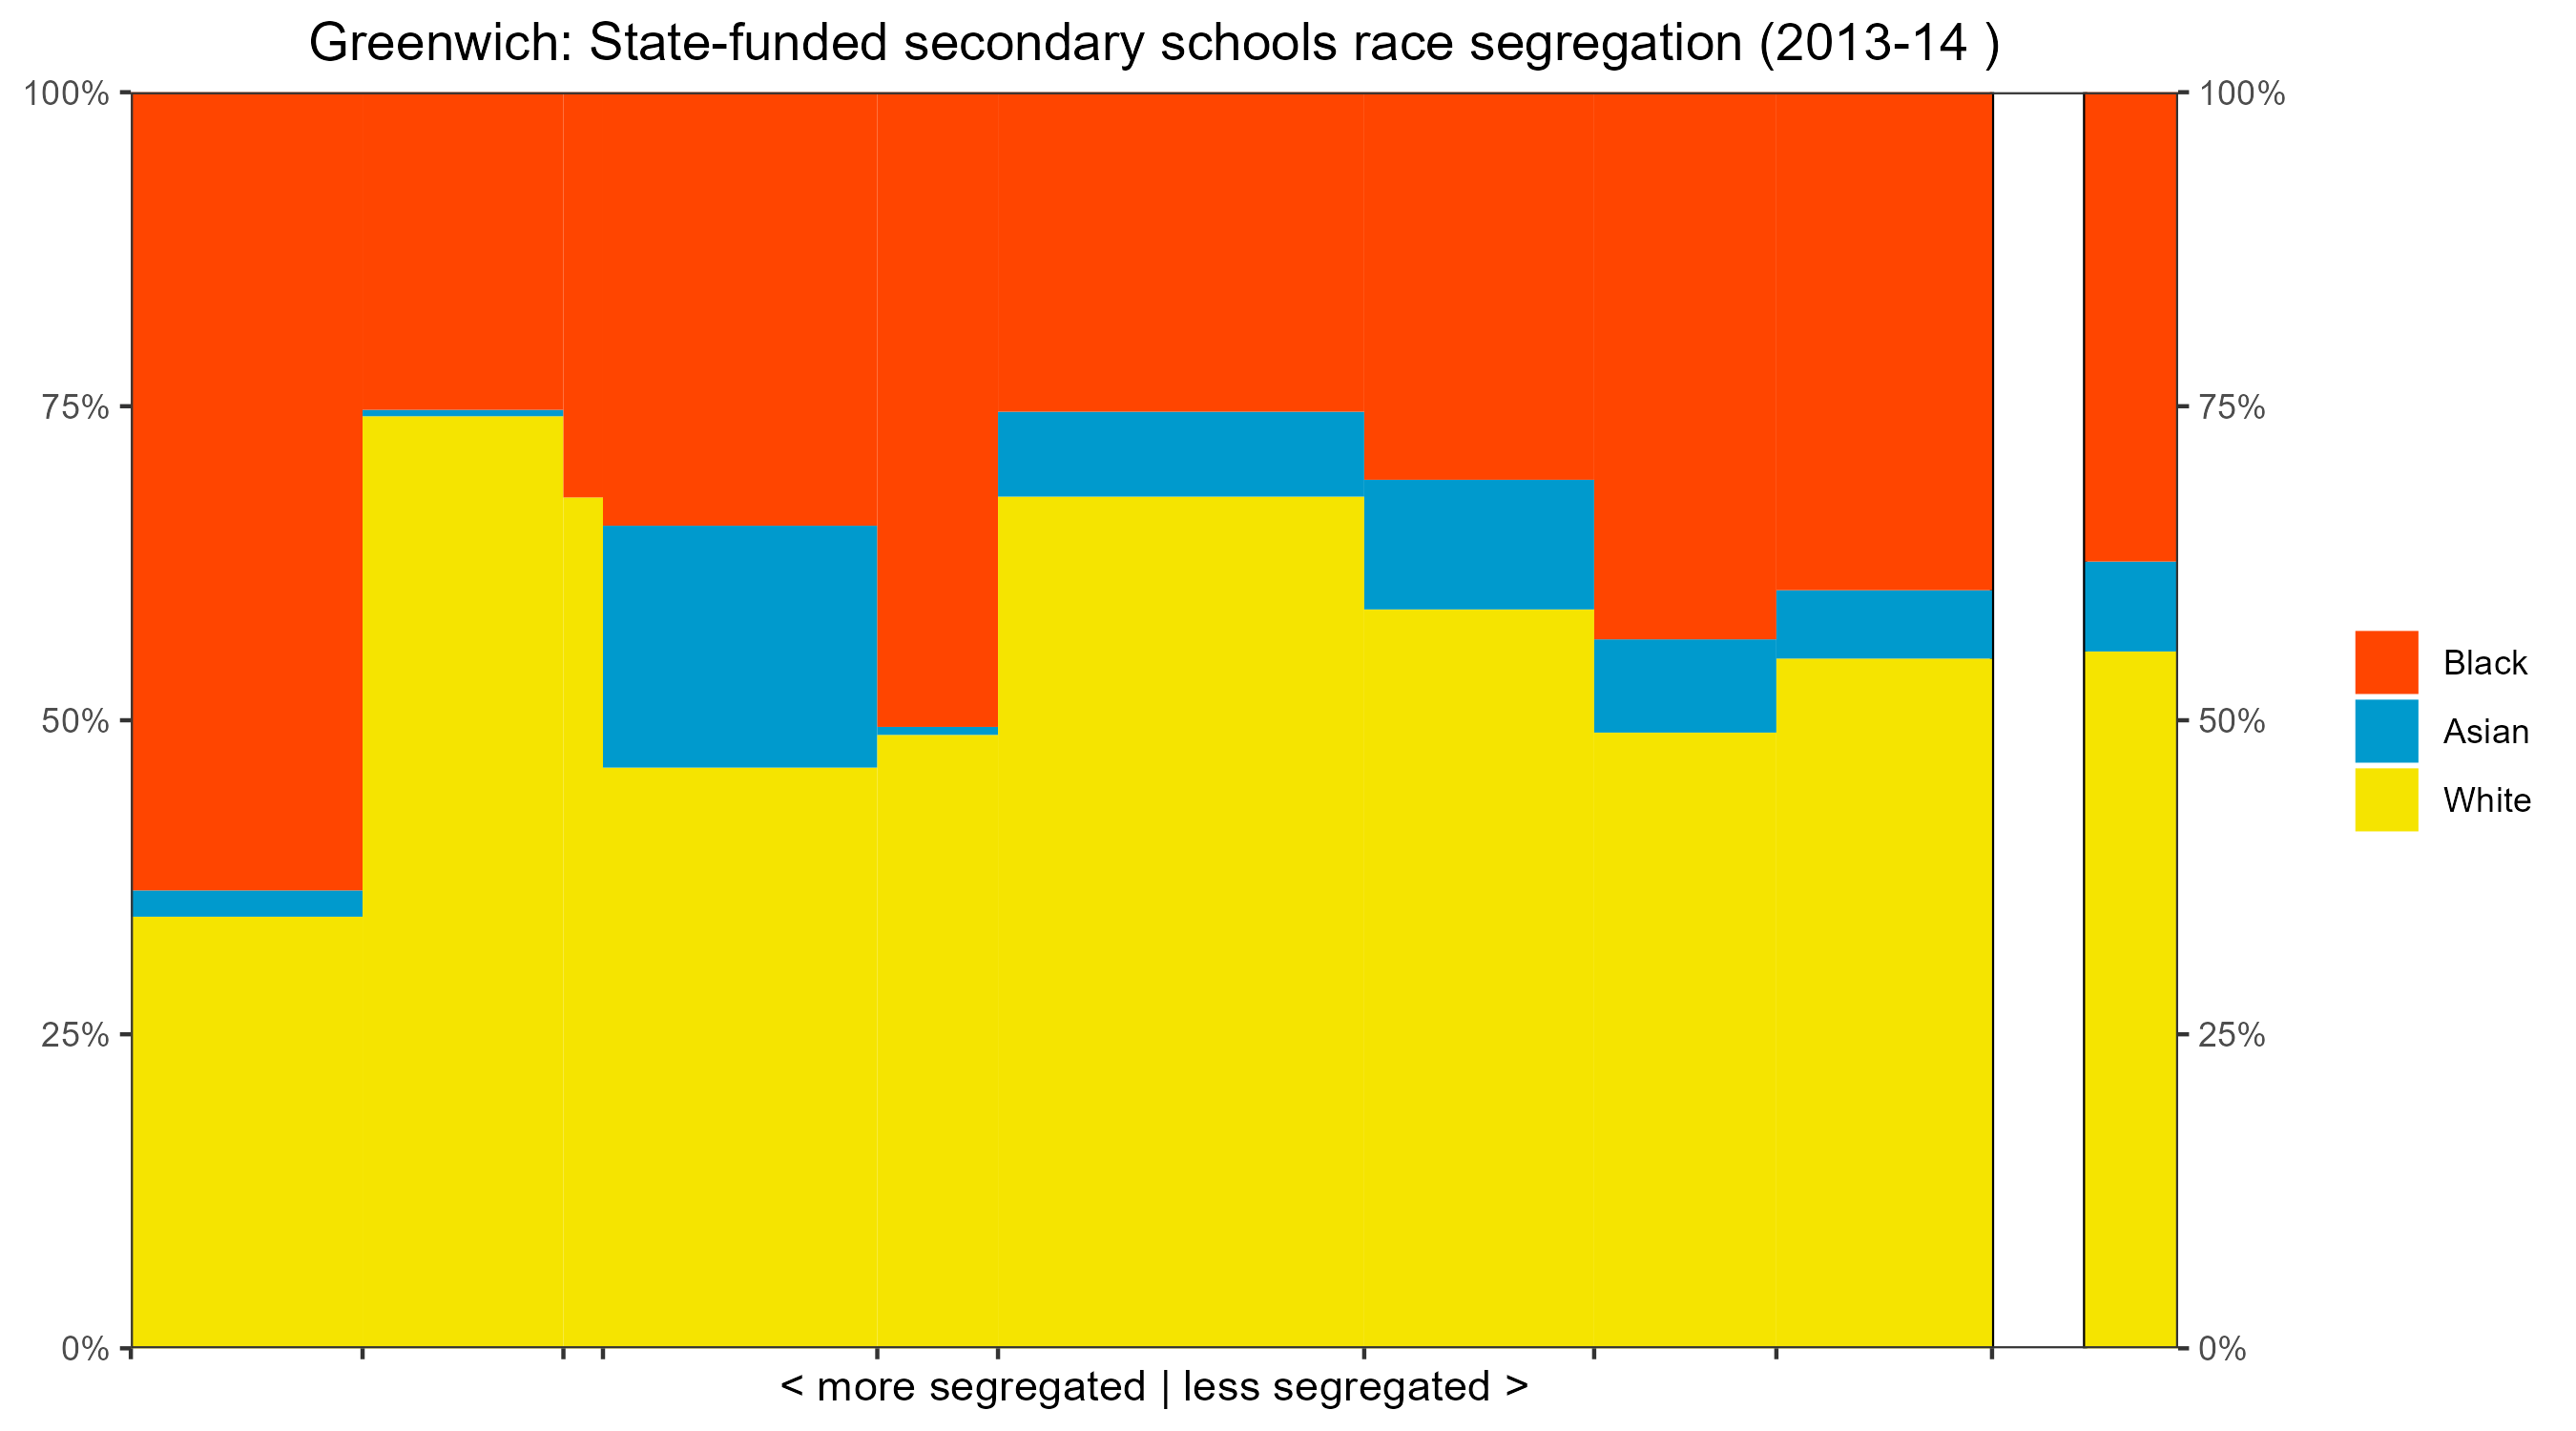 Greenwich: State-funded secondary schools race segregation (2013-14 )
100%
75%
50%
25%
0%
100%
75%
50%
25%
0%
Black
Asian
White
< more segregated | less segregated >